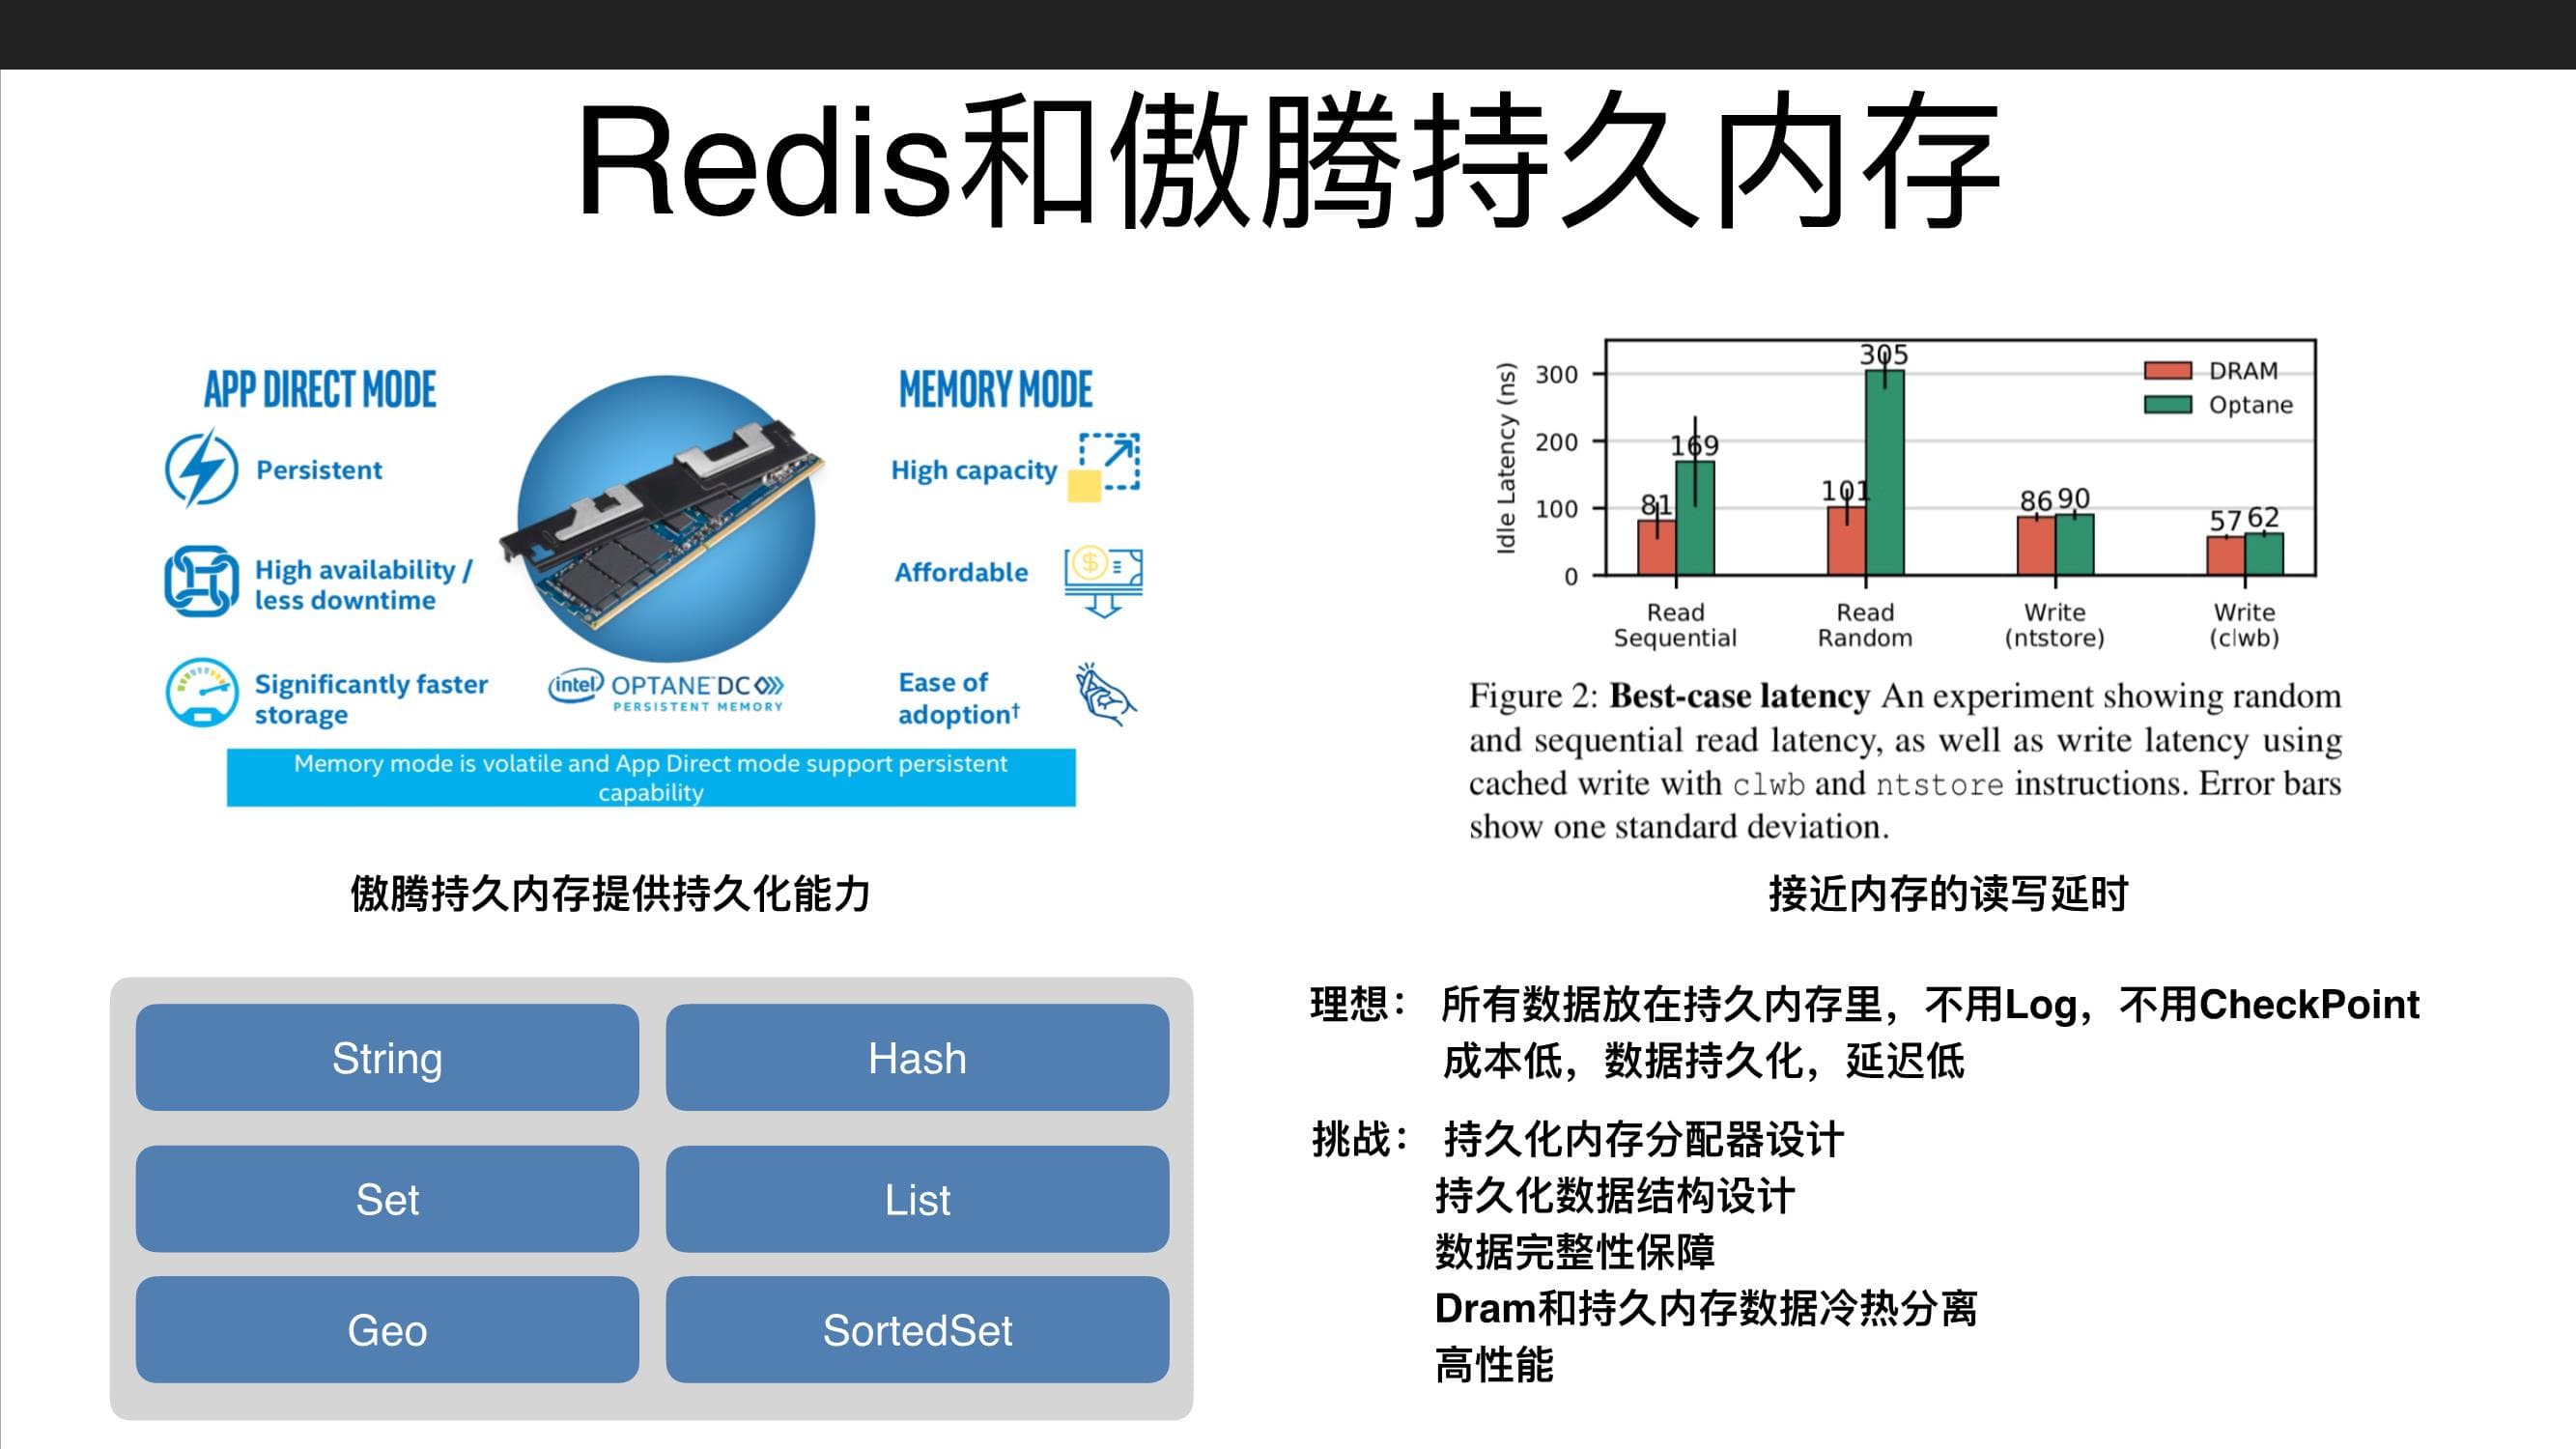 Redis和傲腾持久内存
APP DIRECT MODE
Persistent
High availability /
less downtime
Significantly faster
storage
intel OPTANE DC
PERSISTENT MEMORY
MEMORY MODE
High capacity
Affordable
Ease of
adoption†
Memory mode is volatile and App Direct mode support persistent
capability
傲腾持久内存提供持久化能力
Idle Latency (ns)
300
200
100
0
DRAM
Optane
81
169
101
305
86
90
57
62
Read
Sequential
Read
Random
Write
(ntstore)
Write
(clwb)
Figure 2: Best-case latency An experiment showing random
and sequential read latency, as well as write latency using
cached write with clwb and ntstore instructions. Error bars
show one standard deviation.
接近内存的读写延时
String
Hash
Set
List
Geo
SortedSet
理想： 所有数据放在持久内存里，不用Log，不用CheckPoint
成本低，数据持久化，延迟低
挑战： 持久化内存分配器设计
持久化数据结构设计
数据完整性保障
Dram和持久内存数据冷热分离
高性能